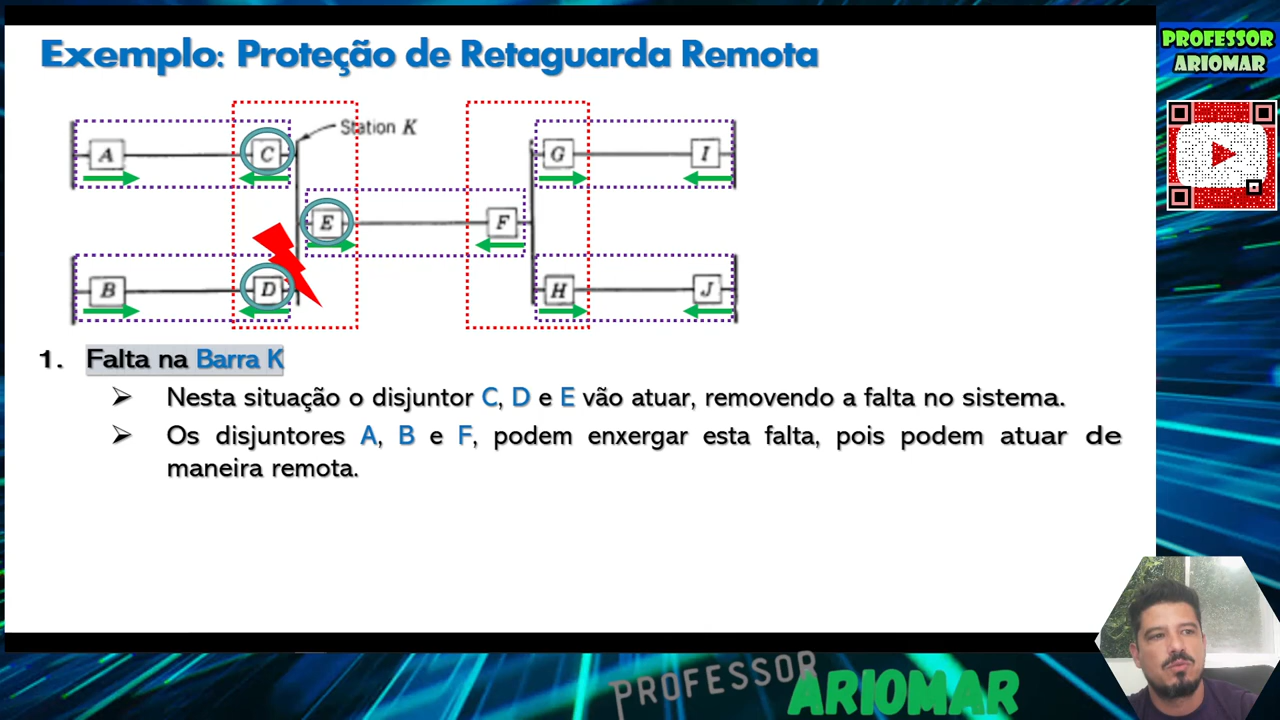 Exemplo: Proteção de Retaguarda Remota
PROFESSOR
ARIOMAR
Station K
A
C
G
I
E
F
B
D
H
J
1. Falta na Barra K
➢ Nesta situação o disjuntor C, D e E vão atuar, removendo a falta no sistema.
➢ Os disjuntores A, B e F, podem enxergar esta falta, pois podem atuar de
maneira remota.
PROFESSOR
ARIOMAR